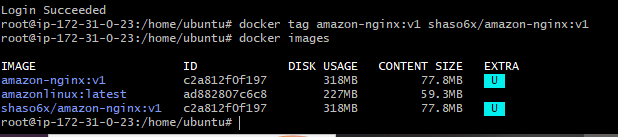 Login Succeeded
root@ip-172-31-0-23:/home/ubuntu# docker tag amazon-nginx:v1 shaso6x/amazon-nginx:v1
root@ip-172-31-0-23:/home/ubuntu# docker images
IMAGE ID DISK USAGE CONTENT SIZE EXTRA
amazon-nginx:v1 c2a812f0f197 318MB 77.8MB U
amazonlinux:latest ad882807c6c8 227MB 59.3MB
shaso6x/amazon-nginx:v1 c2a812f0f197 318MB 77.8MB U
root@ip-172-31-0-23:/home/ubuntu#